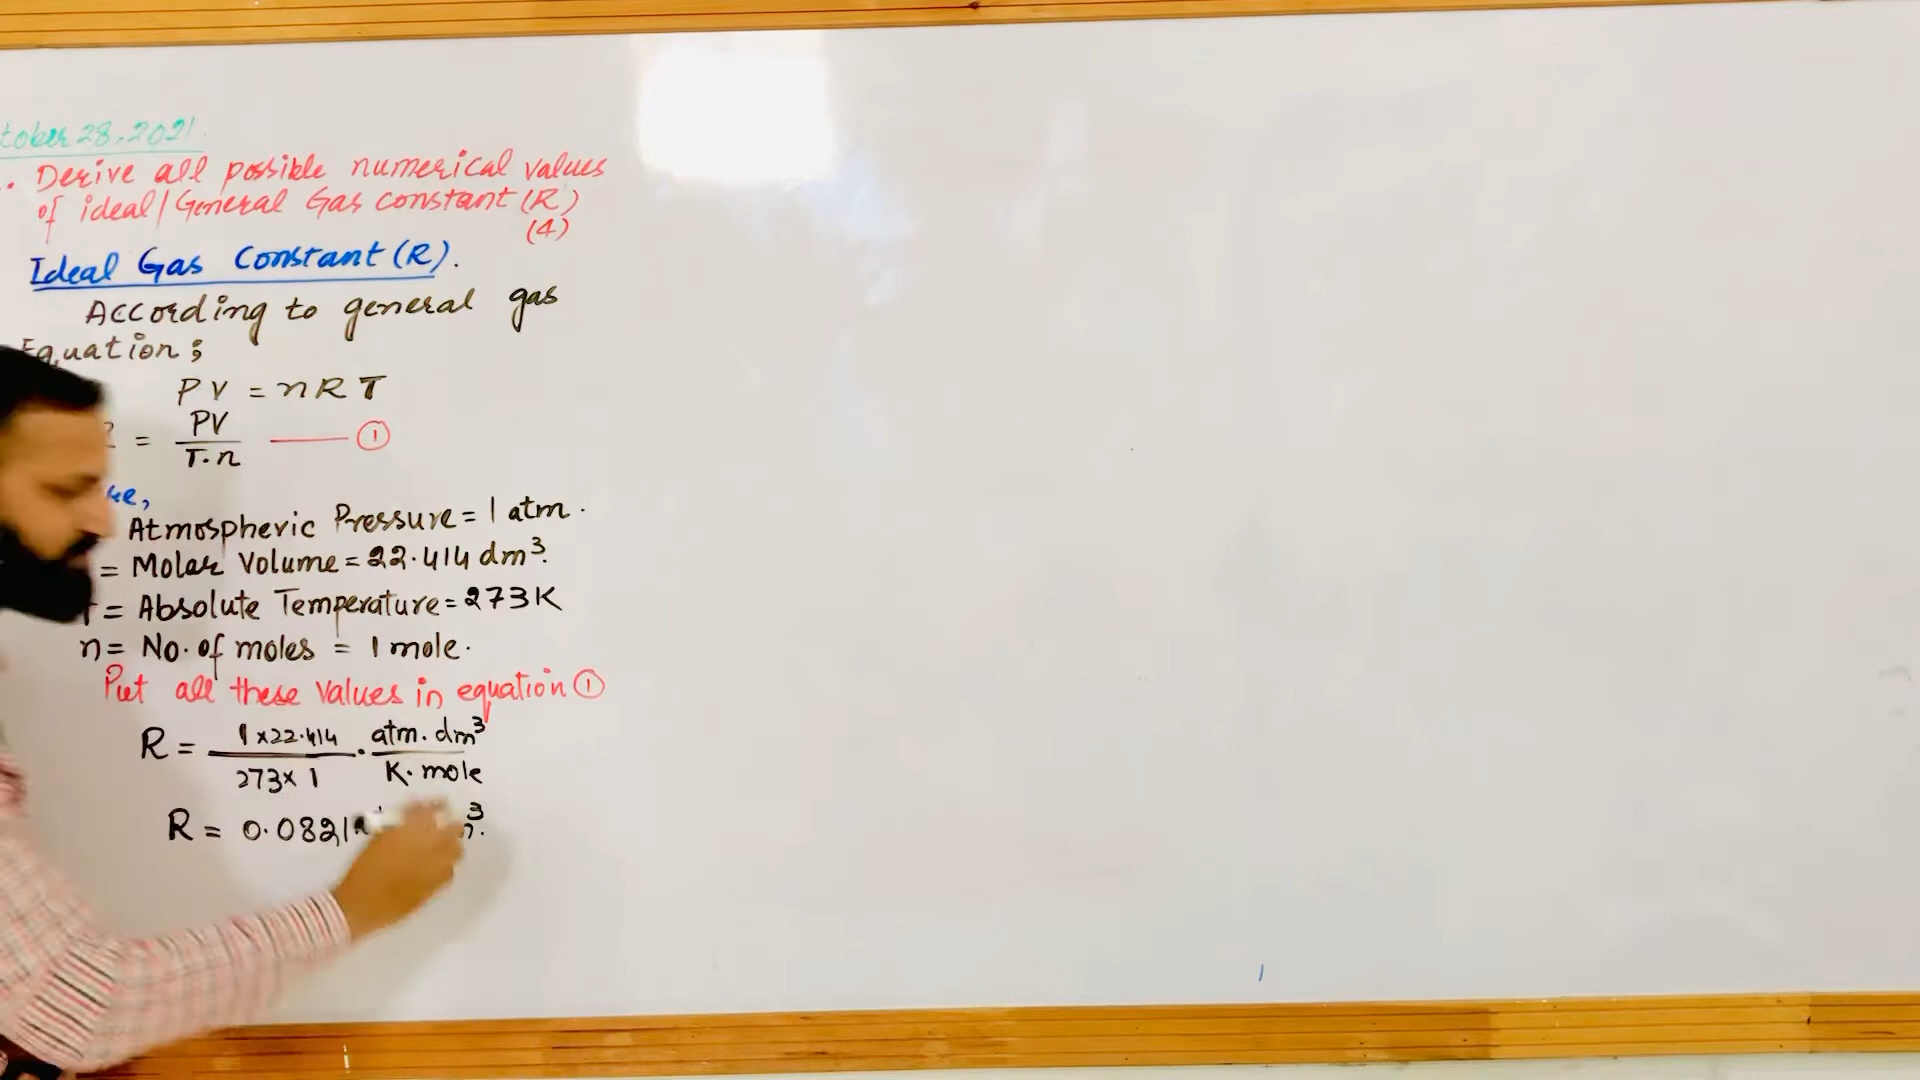 28, 2021.
Derive all possible numerical values
of ideal/General Gas constant (R)
(4)
Ideal Gas Constant (R).
According to general gas
Equation;
PV = nRT
= PV/T.n —— ①
Atmospheric Pressure = 1 atm.
= Molar Volume = 22.414 dm³.
= Absolute Temperature = 273K
n = No. of moles = 1 mole.
Put all these values in equation ①
R = 1 x 22.414/273 x 1 . atm. dm³/K. mole
R = 0.0821